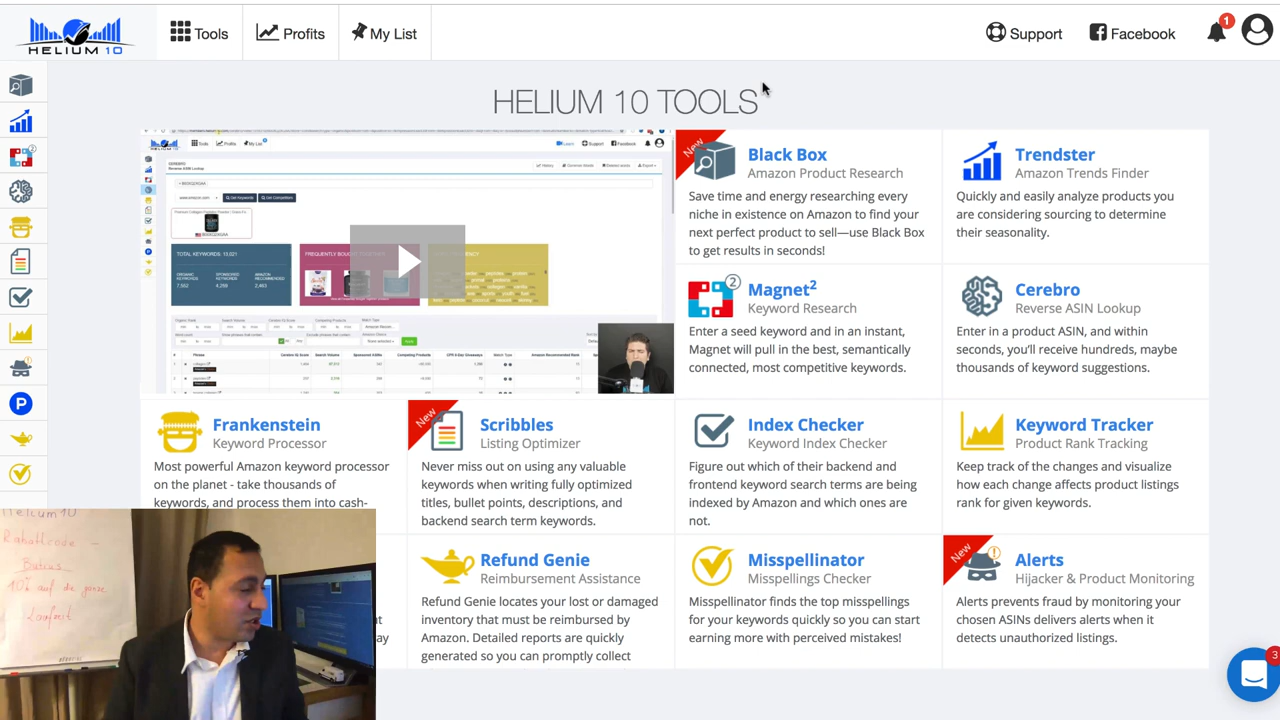 HELIUM 10
Tools
Profits
My List
Support
Facebook
1
HELIUM 10 TOOLS
New
Black Box
Amazon Product Research
Save time and energy researching every
niche in existence on Amazon to find your
next perfect product to sell—use Black Box
to get results in seconds!
Trendster
Amazon Trends Finder
Quickly and easily analyze products you
are considering sourcing to determine
their seasonality.
2
Magnet²
Keyword Research
Enter a seed keyword and in an instant,
Magnet will pull in the best, semantically
connected, most competitive keywords.
Cerebro
Reverse ASIN Lookup
Enter in a product ASIN, and within
seconds, you'll receive hundreds, maybe
thousands of keyword suggestions.
Frankenstein
Keyword Processor
Most powerful Amazon keyword processor
on the planet - take thousands of
keywords, and process them into cash-
New
Scribbles
Listing Optimizer
Never miss out on using any valuable
keywords when writing fully optimized
titles, bullet points, descriptions, and
backend search term keywords.
Index Checker
Keyword Index Checker
Figure out which of their backend and
frontend keyword search terms are being
indexed by Amazon and which ones are
not.
Keyword Tracker
Product Rank Tracking
Keep track of the changes and visualize
how each change affects product listings
rank for given keywords.
Refund Genie
Reimbursement Assistance
Refund Genie locates your lost or damaged
inventory that must be reimbursed by
Amazon. Detailed reports are quickly
generated so you can promptly collect
Misspellinator
Misspellings Checker
Misspellinator finds the top misspellings
for your keywords quickly so you can start
earning more with perceived mistakes!
New
Alerts
Hijacker & Product Monitoring
Alerts prevents fraud by monitoring your
chosen ASINs delivers alerts when it
detects unauthorized listings.
P
3
Helium 10
10% auf die ganze
Laufzeit